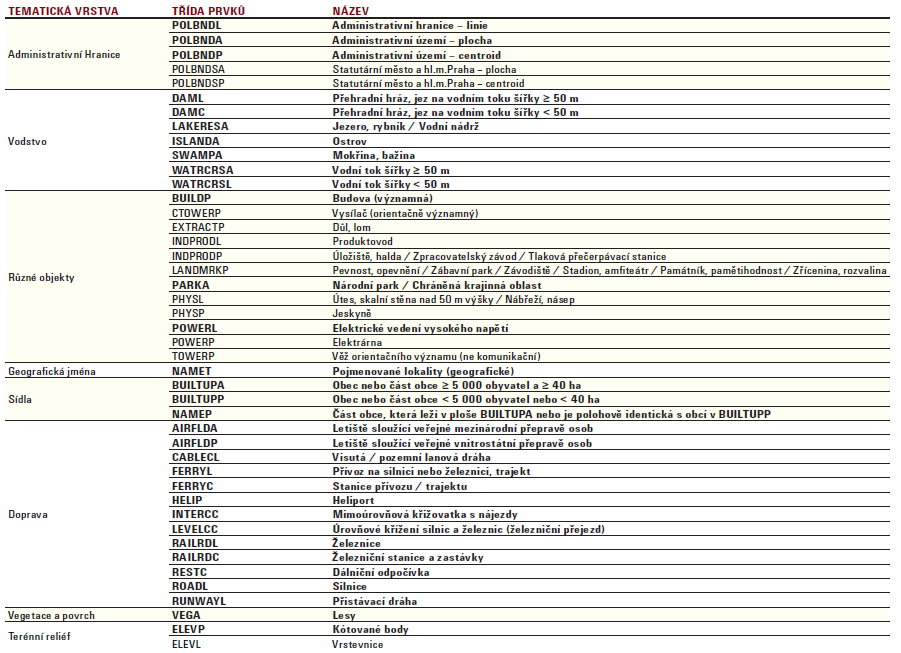 TEMATICKÁ VRSTVA TŘÍDA PRVKŮ NÁZEV
Administrativní Hranice
POLBNDL Administrativní hranice – linie
POLBNDA Administrativní území – plocha
POLBNDP Administrativní území – centroid
POLBNDSA Statutární město a hl.m.Praha – plocha
POLBNDSP Statutární město a hl.m.Praha – centroid
Vodstvo
DAML Přehradní hráz, jez na vodním toku šířky ≥ 50 m
DAMC Přehradní hráz, jez na vodním toku šířky < 50 m
LAKERESA Jezero, rybník / Vodní nádrž
ISLANDA Ostrov
SWAMPA Mokřina, bažina
WATRCRSA Vodní tok šířky ≥ 50 m
WATRCRSL Vodní tok šířky < 50 m
Různé objekty
BUILDP Budova (významná)
CTOWERP Vysílač (orientačně významný)
EXTRACTP Důl, lom
INDPRODL Produktovod
INDPRODP Úložiště, halda / Zpracovatelský závod / Tlaková přečerpávací stanice
LANDMRKP Pevnost, opevnění / Zábavní park / Závodiště / Stadion, amfiteátr / Památník, pamětihodnost / Zřícenina, rozvalina
PARKA Národní park / Chráněná krajinná oblast
PHYSL Útes, skalní stěna nad 50 m výšky / Nábřeží, násep
PHYSP Jeskyně
POWERL Elektrické vedení vysokého napětí
POWERP Elektrárna
TOWERP Věž orientačního významu (ne komunikační)
Geografická jména NAMET Pojmenované lokality (geografické)
Sídla
BUILTUPA Obec nebo část obce ≥ 5 000 obyvatel a ≥ 40 ha
BUILTUPP Obec nebo část obce < 5 000 obyvatel nebo < 40 ha
NAMEP Část obce, která leží v ploše BUILTUPA nebo je polohově identická s obcí v BUILTUPP
Doprava
AIRFLDA Letiště sloužící veřejné mezinárodní přepravě osob
AIRFLDP Letiště sloužící veřejné vnitrostátní přepravě osob
CABLECL Visutá / pozemní lanová dráha
FERRYL Přívoz na silnici nebo železnici, trajekt
FERRYC Stanice přívozu / trajektu
HELIP Heliport
INTERCC Mimoúrovňová křižovatka s nájezdy
LEVELCC Úrovňové křížení silnic a železnic (železniční přejezd)
RAILRDL Železnice
RAILRDC Železniční stanice a zastávky
RESTC Dálniční odpočívka
ROADL Silnice
RUNWAYL Přistávací dráha
Vegetace a povrch VEGA Lesy
Terénní reliéf
ELEVP Kótované body
ELEVL Vrstevnice